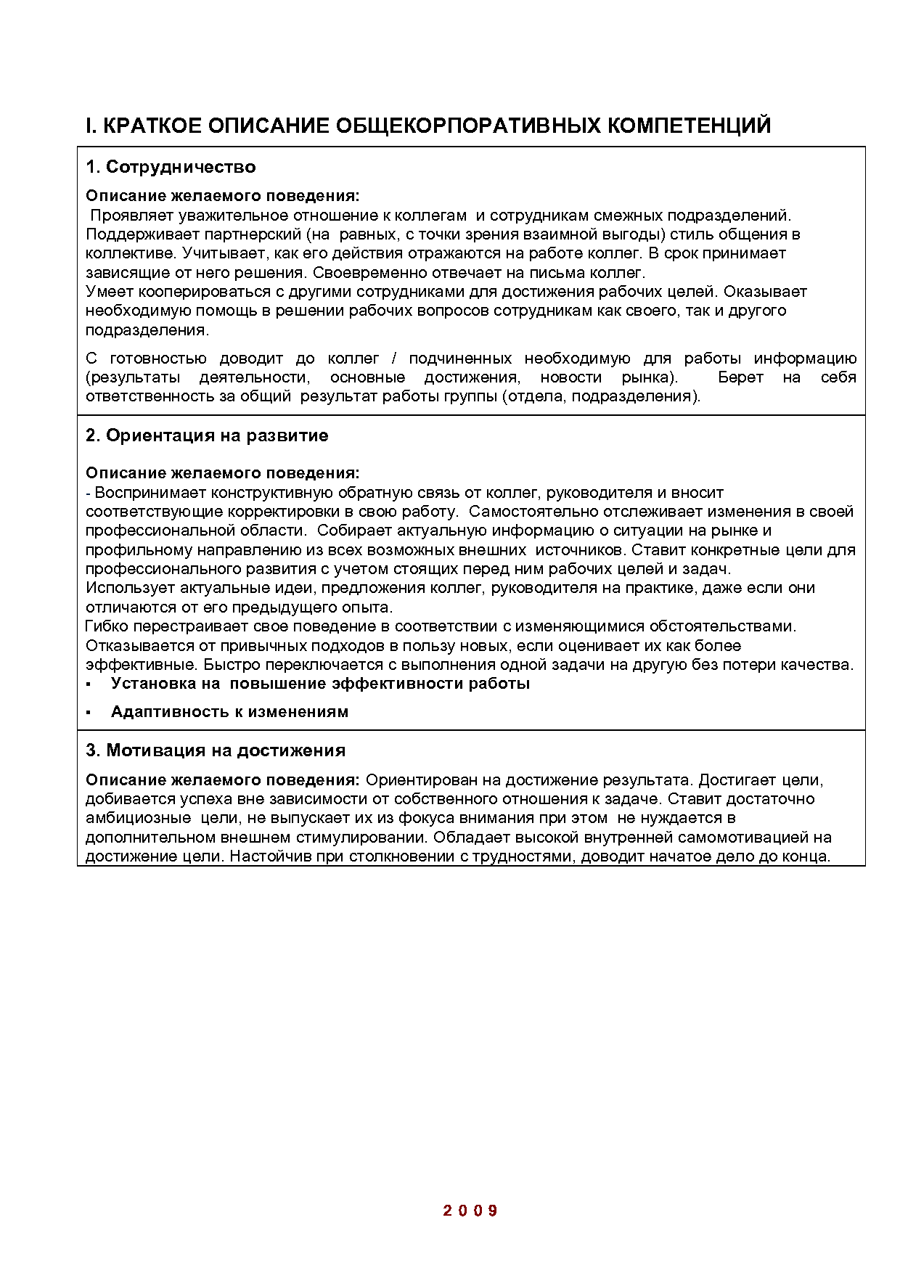 I. КРАТКОЕ ОПИСАНИЕ ОБЩЕКОРПОРАТИВНЫХ КОМПЕТЕНЦИЙ
1. Сотрудничество
Описание желаемого поведения:
Проявляет уважительное отношение к коллегам и сотрудникам смежных подразделений.
Поддерживает партнерский (на равных, с точки зрения взаимной выгоды) стиль общения в
коллективе. Учитывает, как его действия отражаются на работе коллег. В срок принимает
зависящие от него решения. Своевременно отвечает на письма коллег.
Умеет кооперироваться с другими сотрудниками для достижения рабочих целей. Оказывает
необходимую помощь в решении рабочих вопросов сотрудникам как своего, так и другого
подразделения.
С готовностью доводит до коллег / подчиненных необходимую для работы информацию
(результаты деятельности, основные достижения, новости рынка). Берет на себя
ответственность за общий результат работы группы (отдела, подразделения).
2. Ориентация на развитие
Описание желаемого поведения:
- Воспринимает конструктивную обратную связь от коллег, руководителя и вносит
соответствующие корректировки в свою работу. Самостоятельно отслеживает изменения в своей
профессиональной области. Собирает актуальную информацию о ситуации на рынке и
профильному направлению из всех возможных внешних источников. Ставит конкретные цели для
профессионального развития с учетом стоящих перед ним рабочих целей и задач.
Использует актуальные идеи, предложения коллег, руководителя на практике, даже если они
отличаются от его предыдущего опыта.
Гибко перестраивает свое поведение в соответствии с изменяющимися обстоятельствами.
Отказывается от привычных подходов в пользу новых, если оценивает их как более
эффективные. Быстро переключается с выполнения одной задачи на другую без потери качества.
▪ Установка на повышение эффективности работы
▪ Адаптивность к изменениям
3. Мотивация на достижения
Описание желаемого поведения: Ориентирован на достижение результата. Достигает цели,
добивается успеха вне зависимости от собственного отношения к задаче. Ставит достаточно
амбициозные цели, не выпускает их из фокуса внимания при этом не нуждается в
дополнительном внешнем стимулировании. Обладает высокой внутренней самомотивацией на
достижение цели. Настойчив при столкновении с трудностями, доводит начатое дело до конца.
2 0 0 9